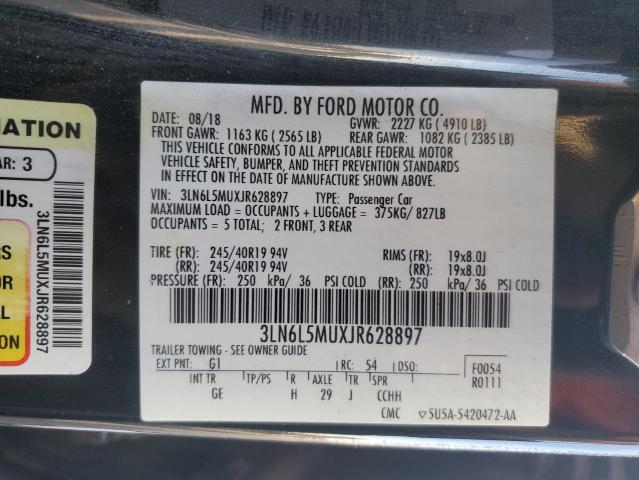 MFD. BY FORD MOTOR CO.
DATE: 08/18 GVWR: 2227 KG ( 4910 LB)
FRONT GAWR: 1163 KG ( 2565 LB) REAR GAWR: 1082 KG ( 2385 LB)
THIS VEHICLE CONFORMS TO ALL APPLICABLE FEDERAL MOTOR
VEHICLE SAFETY, BUMPER, AND THEFT PREVENTION STANDARDS
IN EFFECT ON THE DATE OF MANUFACTURE SHOWN ABOVE.
VIN: 3LN6L5MUXJR628897 TYPE: Passenger Car
MAXIMUM LOAD = OCCUPANTS + LUGGAGE = 375KG/ 827LB
OCCUPANTS = 5 TOTAL; 2 FRONT, 3 REAR
TIRE (FR): 245/40R19 94V RIMS (FR): 19x8.0J
(RR): 245/40R19 94V (RR): 19x8.0J
PRESSURE (FR): 250 kPa/ 36 PSI COLD (RR): 250 kPa/ 36 PSI COLD
3LN6L5MUXJR628897
TRAILER TOWING - SEE OWNER GUIDE
EXT PNT: G1 RC: 54 DSO: F0054
R0111
INT TR TP/PS R AXLE TR SPR
GE H 29 J CCHH
CMC ▽5U5A-5420472-AA
MATION
AR: 3
lbs.
RS
OR
AL
TION
3LN6L5MUXJR628897